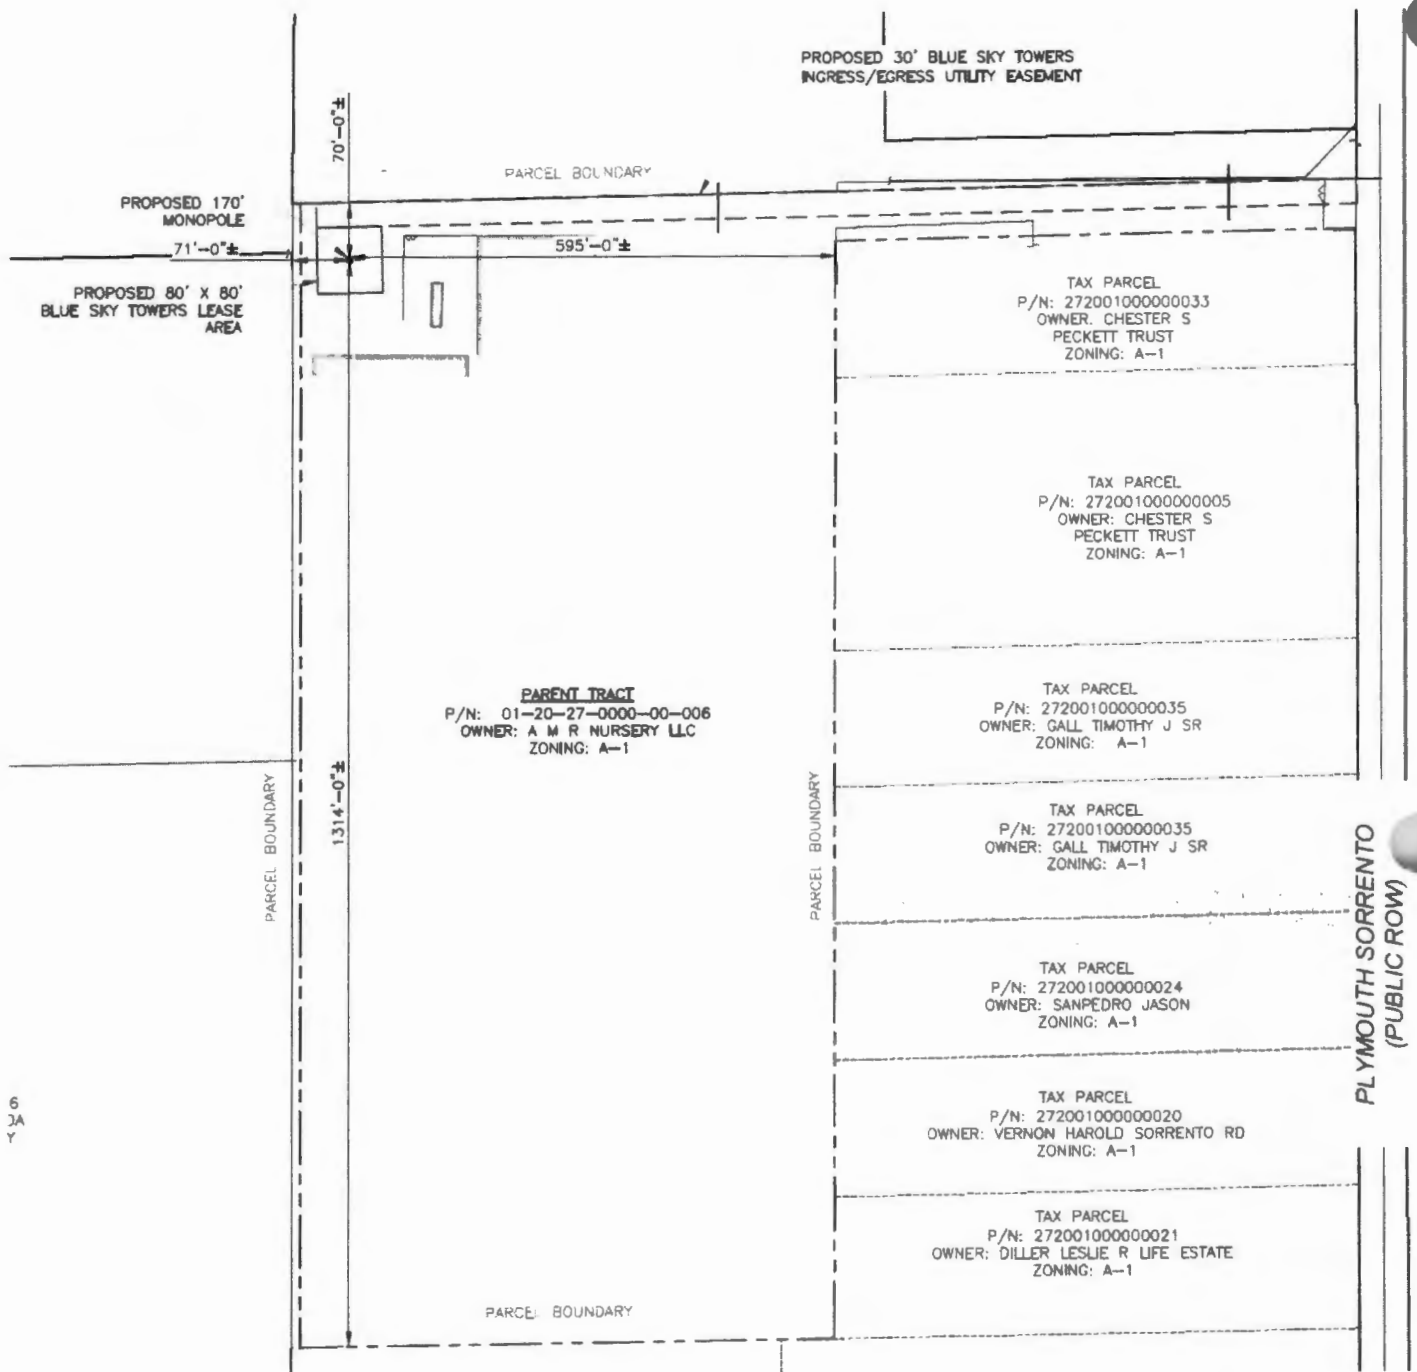 PROPOSED 30' BLUE SKY TOWERS
INGRESS/EGRESS UTILITY EASEMENT
70'-0"±
PARCEL BOUNDARY
PROPOSED 170'
MONOPOLE
71'-0"±
595'-0"±
PROPOSED 80' X 80'
BLUE SKY TOWERS LEASE
AREA
TAX PARCEL
P/N: 272001000000033
OWNER. CHESTER S
PECKETT TRUST
ZONING: A-1
TAX PARCEL
P/N: 272001000000005
OWNER: CHESTER S
PECKETT TRUST
ZONING: A-1
PARENT TRACT
P/N: 01-20-27-0000-00-006
OWNER: A M R NURSERY LLC
ZONING: A-1
TAX PARCEL
P/N: 272001000000035
OWNER: GALL TIMOTHY J SR
ZONING: A-1
1314'-0"±
PARCEL BOUNDARY
PARCEL BOUNDARY
TAX PARCEL
P/N: 272001000000035
OWNER: GALL TIMOTHY J SR
ZONING: A-1
PLYMOUTH SORRENTO
(PUBLIC ROW)
TAX PARCEL
P/N: 272001000000024
OWNER: SANPEDRO JASON
ZONING: A-1
6
DA
Y
TAX PARCEL
P/N: 272001000000020
OWNER: VERNON HAROLD SORRENTO RD
ZONING: A-1
TAX PARCEL
P/N: 272001000000021
OWNER: DILLER LESLIE R LIFE ESTATE
ZONING: A-1
PARCEL BOUNDARY